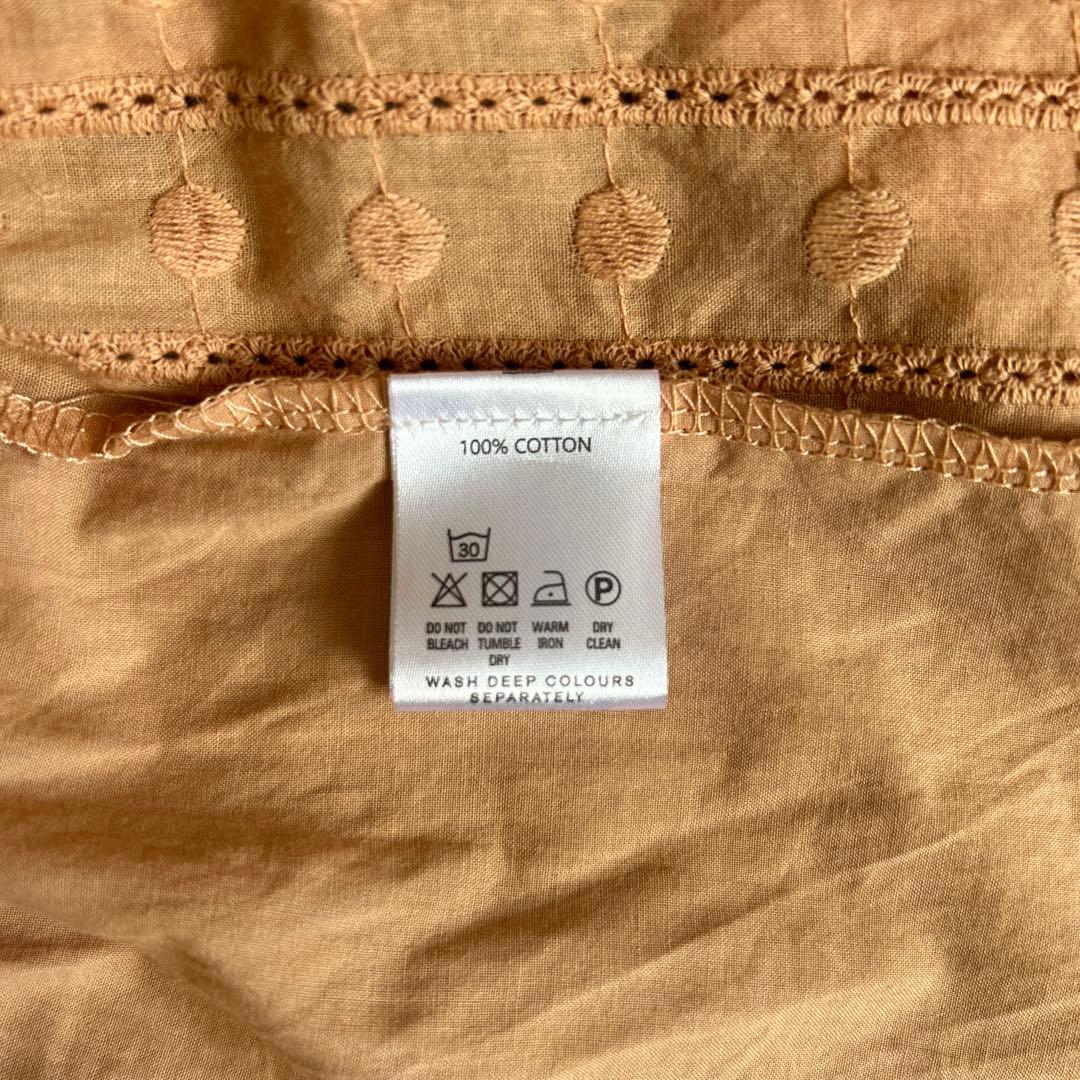 100% COTTON
30
P
DO NOT BLEACH
DO NOT TUMBLE DRY
WARM IRON
DRY CLEAN
WASH DEEP COLOURS
SEPARATELY